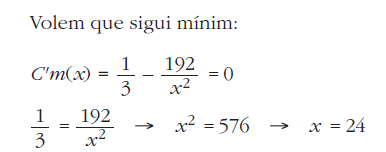 Volem que sigui mínim:
C'm(x) = 1/3 − 192/x² = 0
1/3 = 192/x² → x² = 576 → x = 24